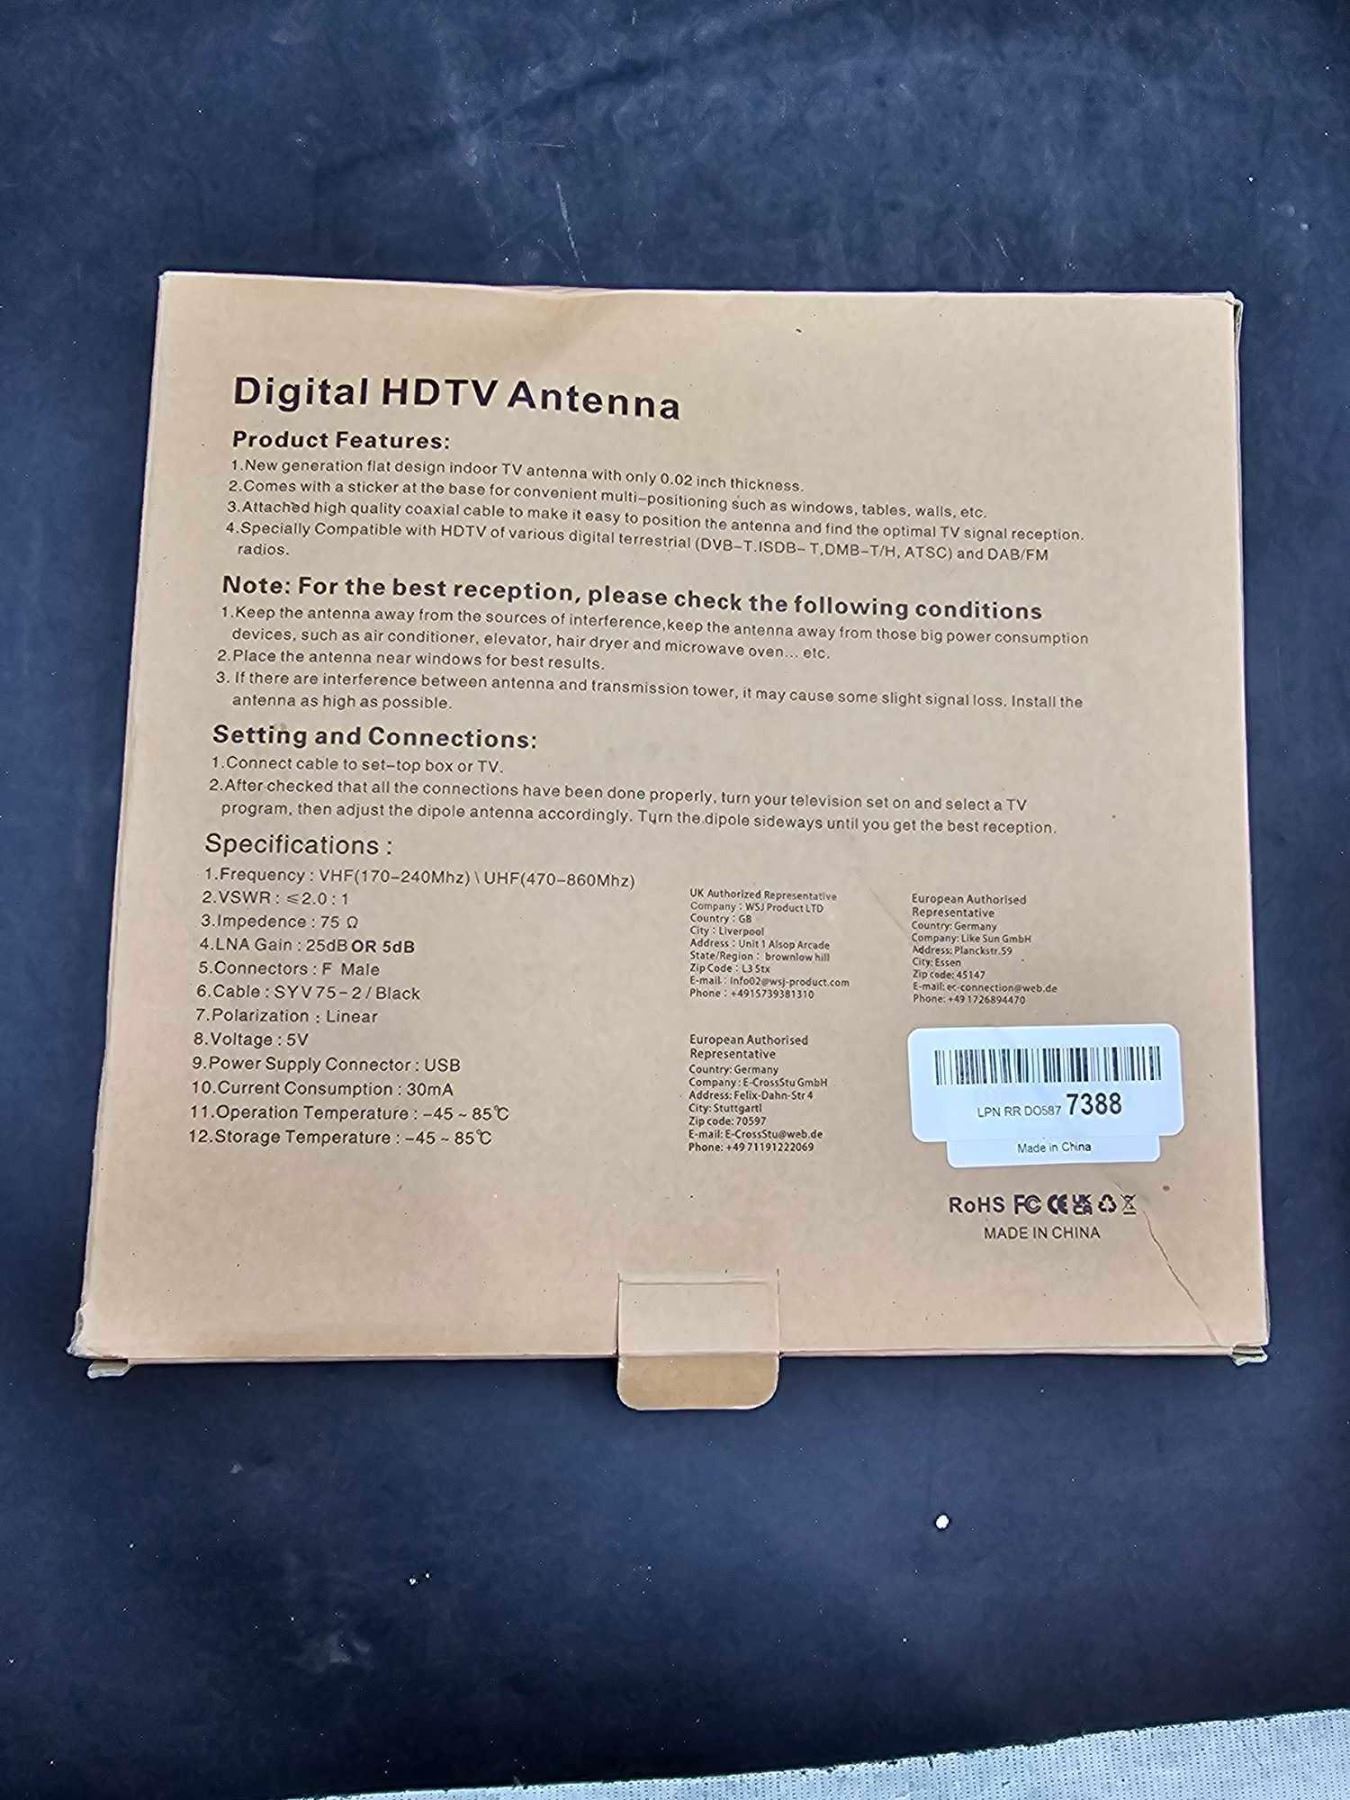 Digital HDTV Antenna
Product Features:
1.New generation flat design indoor TV antenna with only 0.02 inch thickness.
2.Comes with a sticker at the base for convenient multi-positioning such as windows, tables, walls, etc.
3.Attached high quality coaxial cable to make it easy to position the antenna and find the optimal TV signal reception.
4.Specially Compatible with HDTV of various digital terrestrial (DVB-T.ISDB- T,DMB-T/H, ATSC) and DAB/FM
radios.
Note: For the best reception, please check the following conditions
1.Keep the antenna away from the sources of interference,keep the antenna away from those big power consumption
devices, such as air conditioner, elevator, hair dryer and microwave oven... etc.
2.Place the antenna near windows for best results.
3. If there are interference between antenna and transmission tower, it may cause some slight signal loss. Install the
antenna as high as possible.
Setting and Connections:
1.Connect cable to set-top box or TV.
2.After checked that all the connections have been done properly, turn your television set on and select a TV
program, then adjust the dipole antenna accordingly. Turn the dipole sideways until you get the best reception.
Specifications :
1.Frequency : VHF(170-240Mhz) \ UHF(470-860Mhz)
2.VSWR : ≤2.0 : 1
3.Impedence : 75 Ω
4.LNA Gain : 25dB OR 5dB
5.Connectors : F Male
6.Cable : SYV75-2 / Black
7.Polarization : Linear
8.Voltage : 5V
9.Power Supply Connector : USB
10.Current Consumption : 30mA
11.Operation Temperature : -45 ~ 85℃
12.Storage Temperature : -45 ~ 85℃
UK Authorized Representative
Company : WSJ Product LTD
Country : GB
City : Liverpool
Address : Unit 1 Alsop Arcade
State/Region : brownlow hill
Zip Code : L3 5tx
E-mail : Info02@wsj-product.com
Phone : +4915739381310
European Authorised
Representative
Country: Germany
Company: Like Sun GmbH
Address: Planckstr.59
City: Essen
Zip code: 45147
E-mail: ec-connection@web.de
Phone: +49 1726894470
European Authorised
Representative
Country: Germany
Company: E-CrossStu GmbH
Address: Felix-Dahn-Str 4
City: Stuttgartl
Zip code: 70597
E-mail: E-CrossStu@web.de
Phone: +49 71191222069
LPN RR DO587 7388
Made in China
RoHS FC CE UK CA
MADE IN CHINA